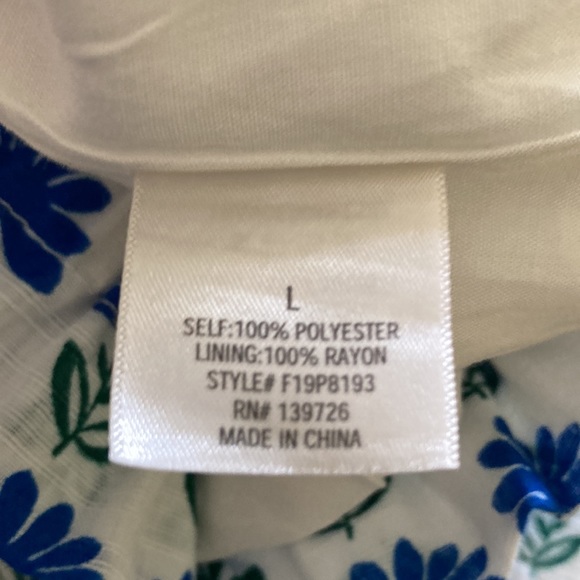 L
SELF:100% POLYESTER
LINING:100% RAYON
STYLE# F19P8193
RN# 139726
MADE IN CHINA